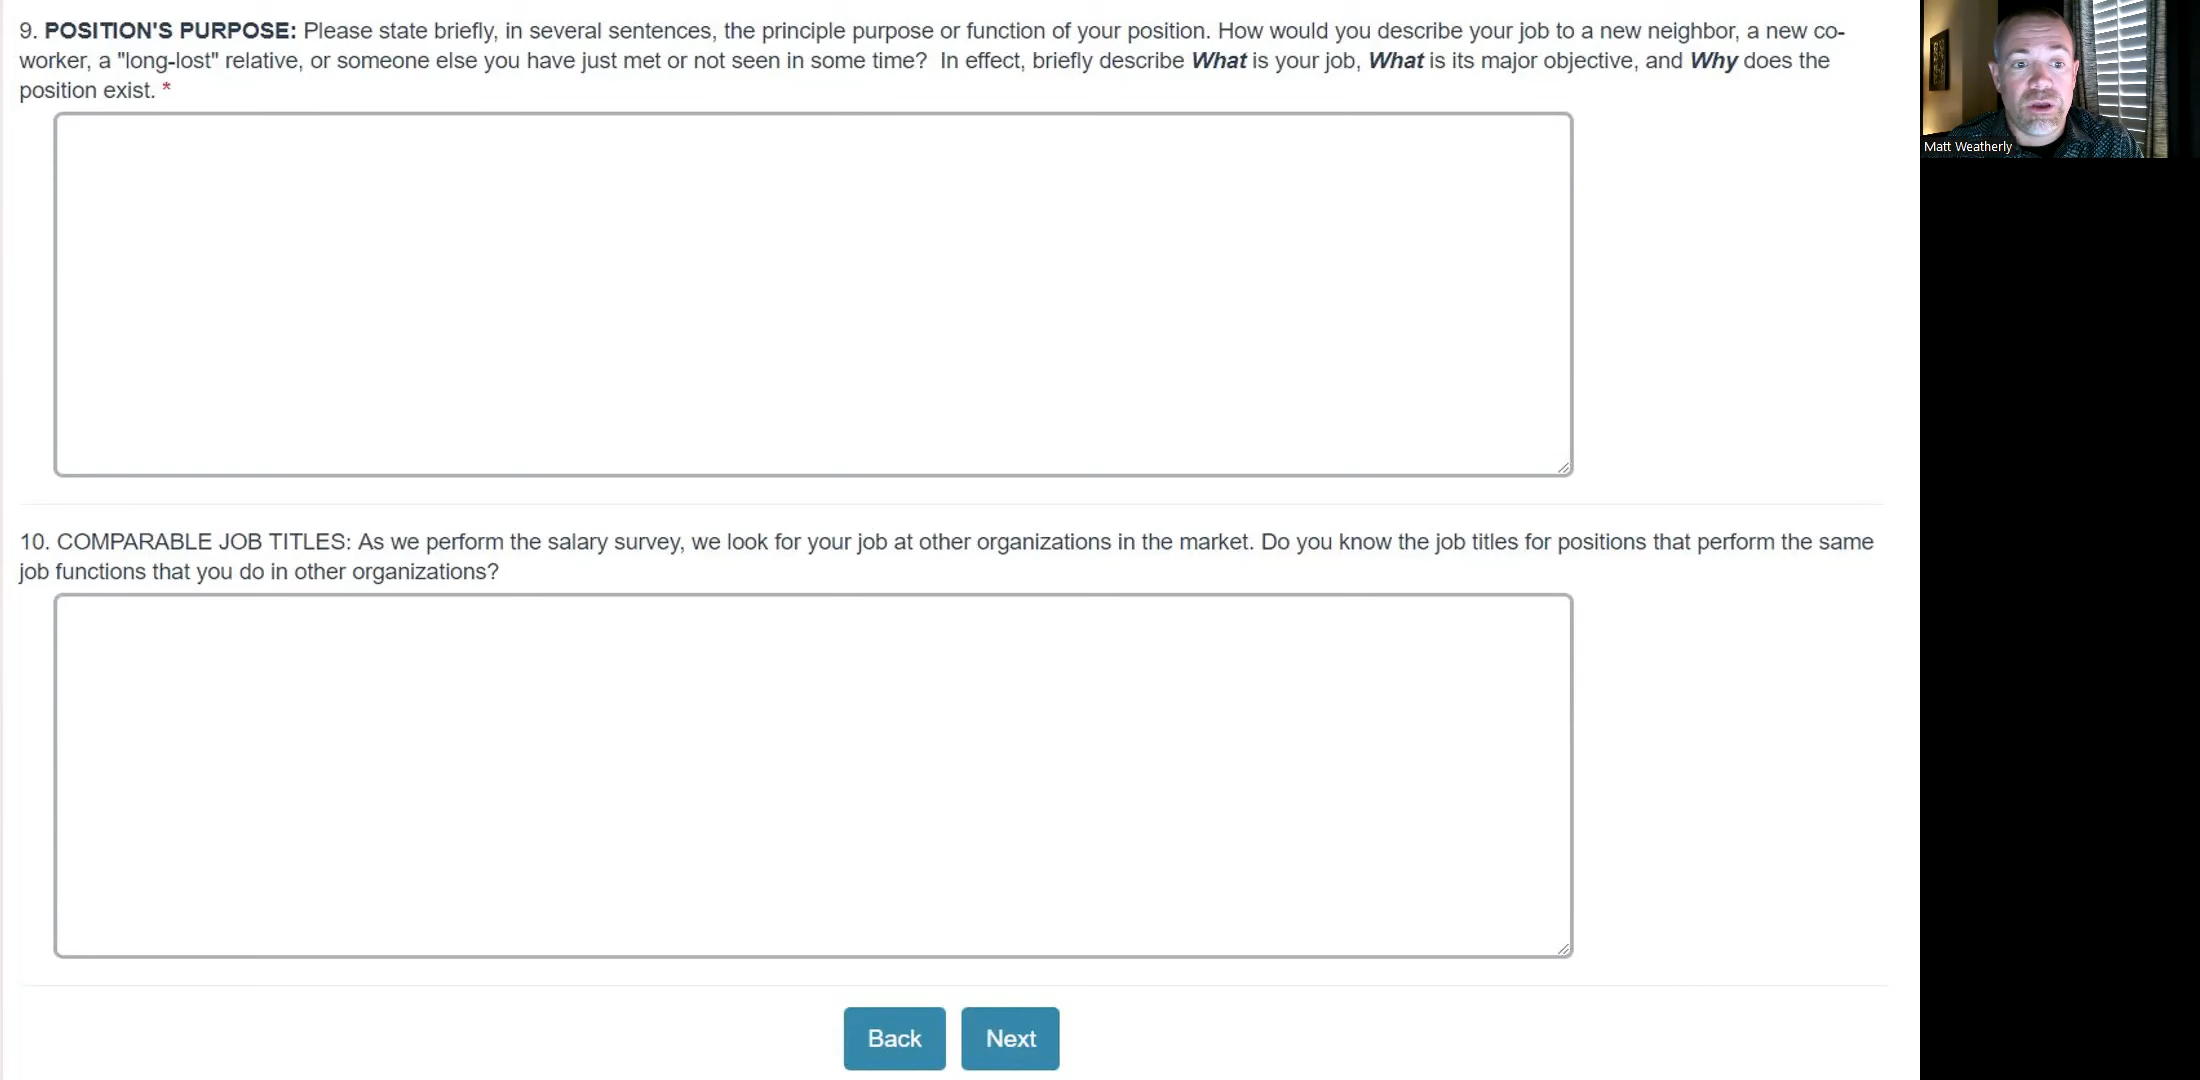 9. POSITION'S PURPOSE: Please state briefly, in several sentences, the principle purpose or function of your position. How would you describe your job to a new neighbor, a new co-
worker, a "long-lost" relative, or someone else you have just met or not seen in some time?  In effect, briefly describe What is your job, What is its major objective, and Why does the
position exist. *
Matt Weatherly
10. COMPARABLE JOB TITLES: As we perform the salary survey, we look for your job at other organizations in the market. Do you know the job titles for positions that perform the same
job functions that you do in other organizations?
Back Next